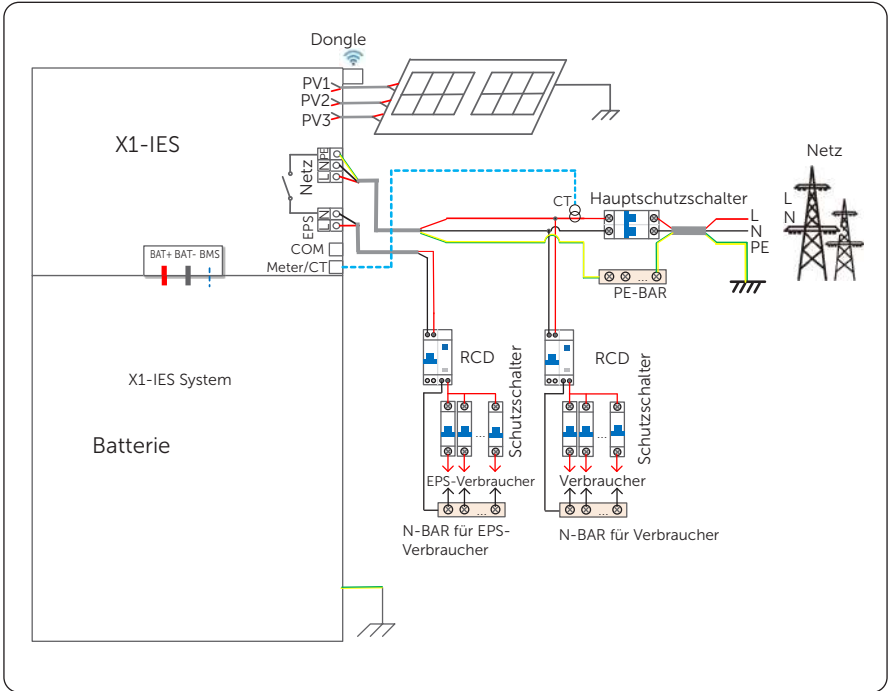 Dongle
PV1
PV2
PV3
X1-IES
Netz
L N PE
EPS
L N
COM
Meter/CT
BAT+ BAT- BMS
CT
Hauptschutzschalter
Netz
L
N
L
N
PE
PE-BAR
...
X1-IES System
Batterie
RCD
Schutzschalter
...
EPS-Verbraucher
...
N-BAR für EPS-
Verbraucher
RCD
Schutzschalter
...
Verbraucher
...
N-BAR für Verbraucher